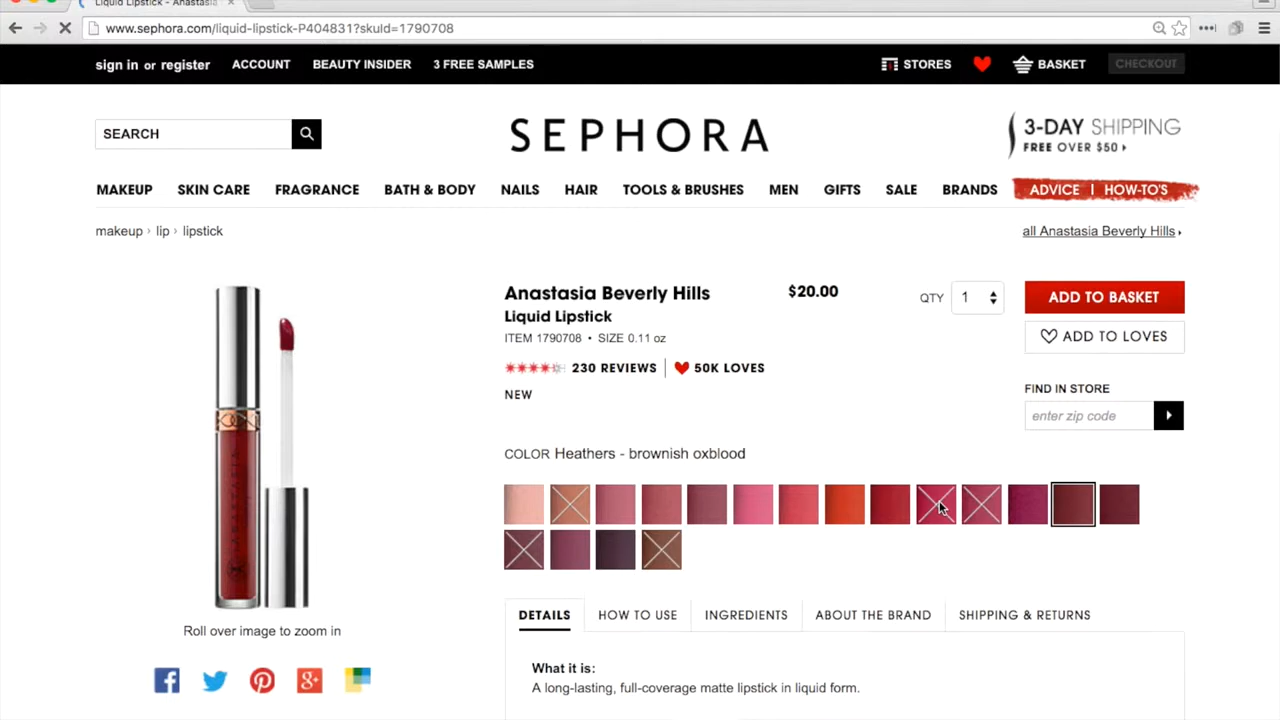 Liquid Lipstick - Anastasia
www.sephora.com/liquid-lipstick-P404831?skuId=1790708
sign in or register ACCOUNT BEAUTY INSIDER 3 FREE SAMPLES STORES BASKET CHECKOUT
SEARCH
SEPHORA
3-DAY SHIPPING
FREE OVER $50
MAKEUP SKIN CARE FRAGRANCE BATH & BODY NAILS HAIR TOOLS & BRUSHES MEN GIFTS SALE BRANDS ADVICE | HOW-TO'S
makeup › lip › lipstick
all Anastasia Beverly Hills
Anastasia Beverly Hills $20.00 QTY 1 ADD TO BASKET
Liquid Lipstick
ITEM 1790708 • SIZE 0.11 oz
ADD TO LOVES
230 REVIEWS 50K LOVES
NEW
FIND IN STORE
enter zip code
COLOR Heathers - brownish oxblood
ANASTASIA
DETAILS HOW TO USE INGREDIENTS ABOUT THE BRAND SHIPPING & RETURNS
Roll over image to zoom in
What it is:
A long-lasting, full-coverage matte lipstick in liquid form.